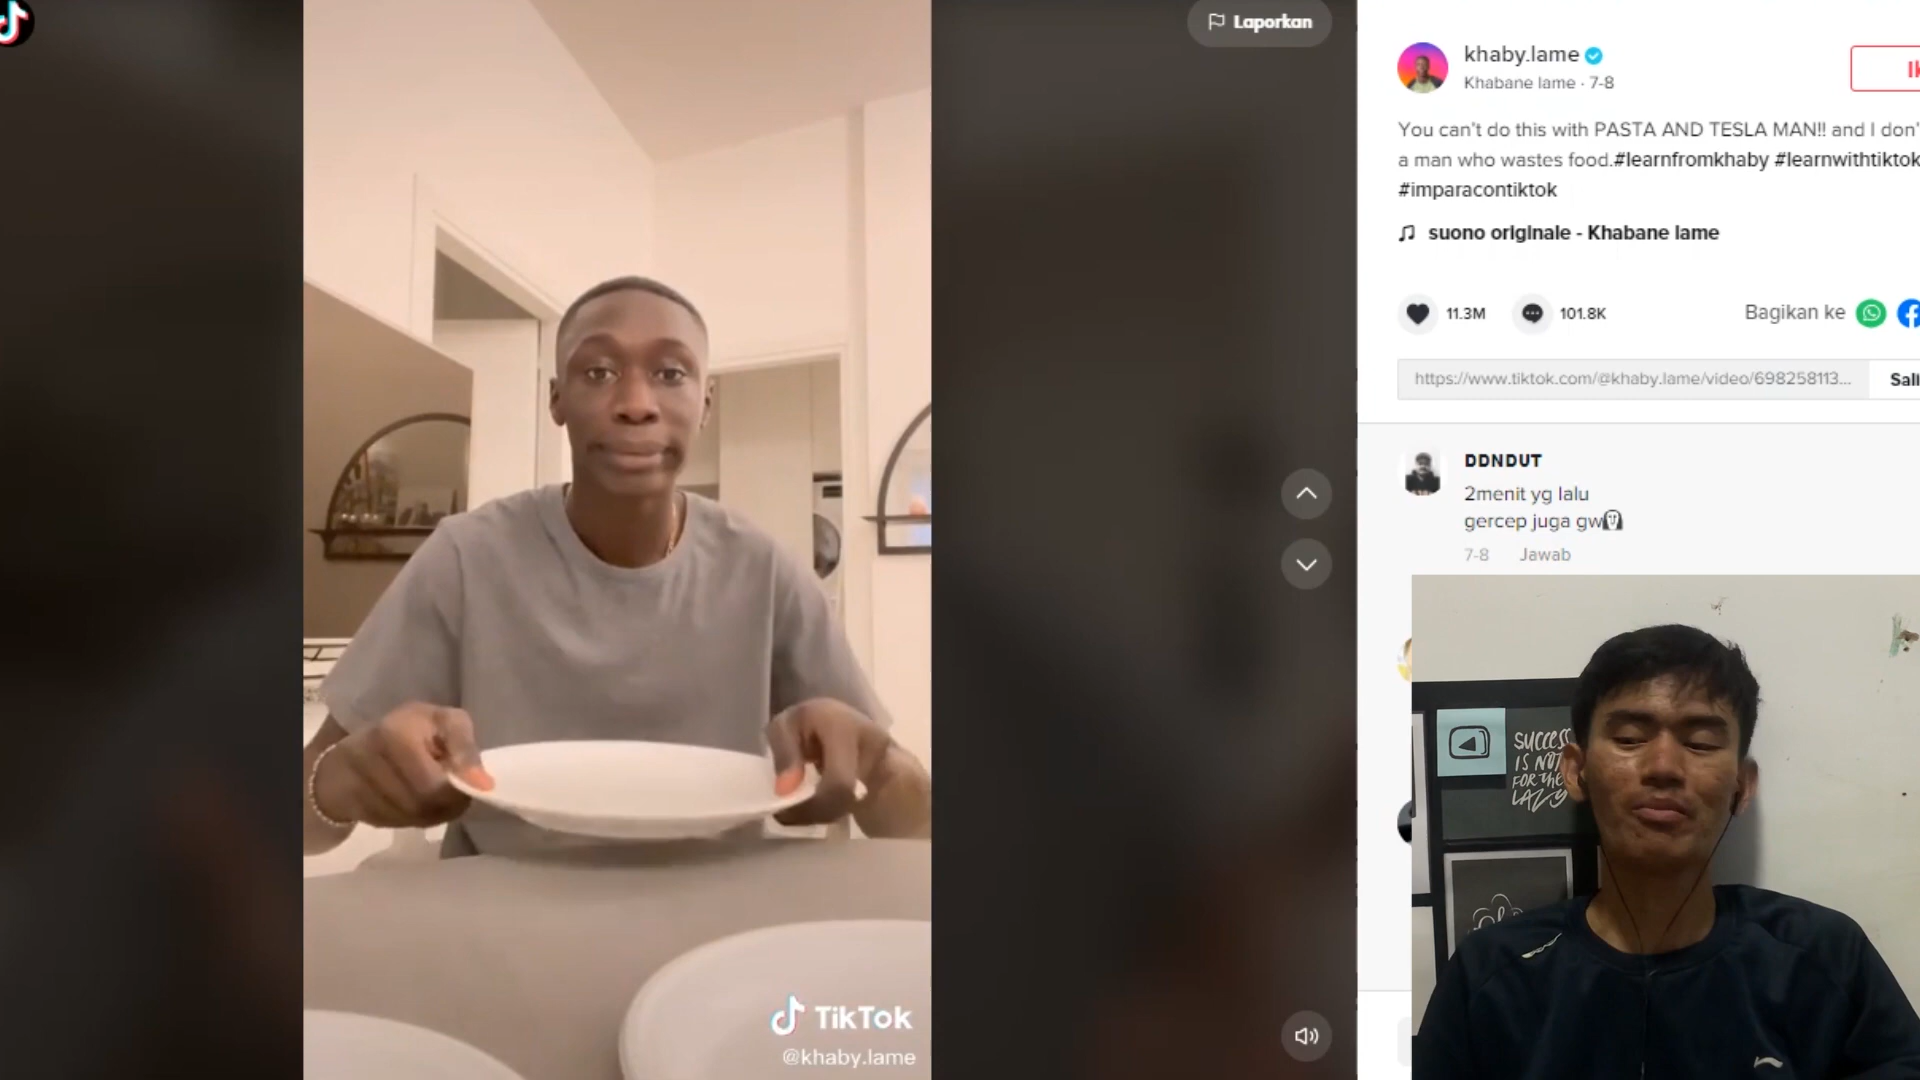 Laporkan
khaby.lame
Khabane lame · 7-8
You can't do this with PASTA AND TESLA MAN!! and I don'
a man who wastes food.#learnfromkhaby #learnwithtiktok
#imparacontiktok
suono originale - Khabane lame
11.3M
101.8K
Bagikan ke
https://www.tiktok.com/@khaby.lame/video/698258113...
Sali
DDNDUT
2menit yg lalu
gercep juga gw
7-8 Jawab
SUCCESS
IS NOT
FOR THE
LAZY
TikTok
@khaby.lame